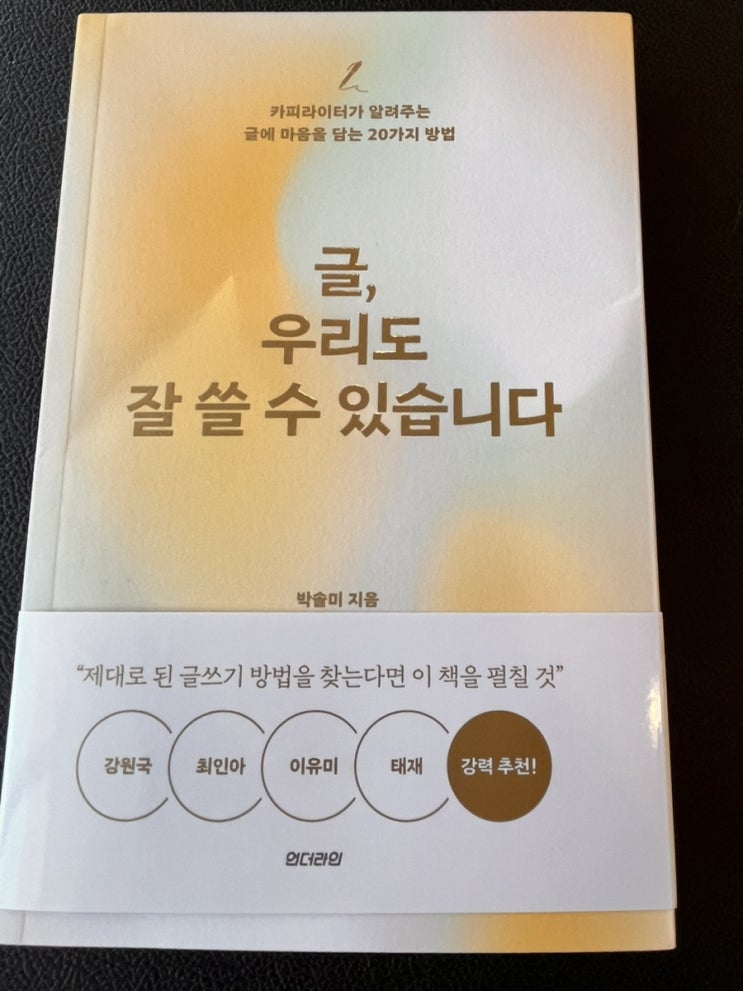 카피라이터가 알려주는
글에 마음을 담는 20가지 방법
글,
우리도
잘 쓸 수 있습니다
박솔미 지음
“제대로 된 글쓰기 방법을 찾는다면 이 책을 펼칠 것”
강원국 최인아 이유미 태재 강력 추천!
언더라인